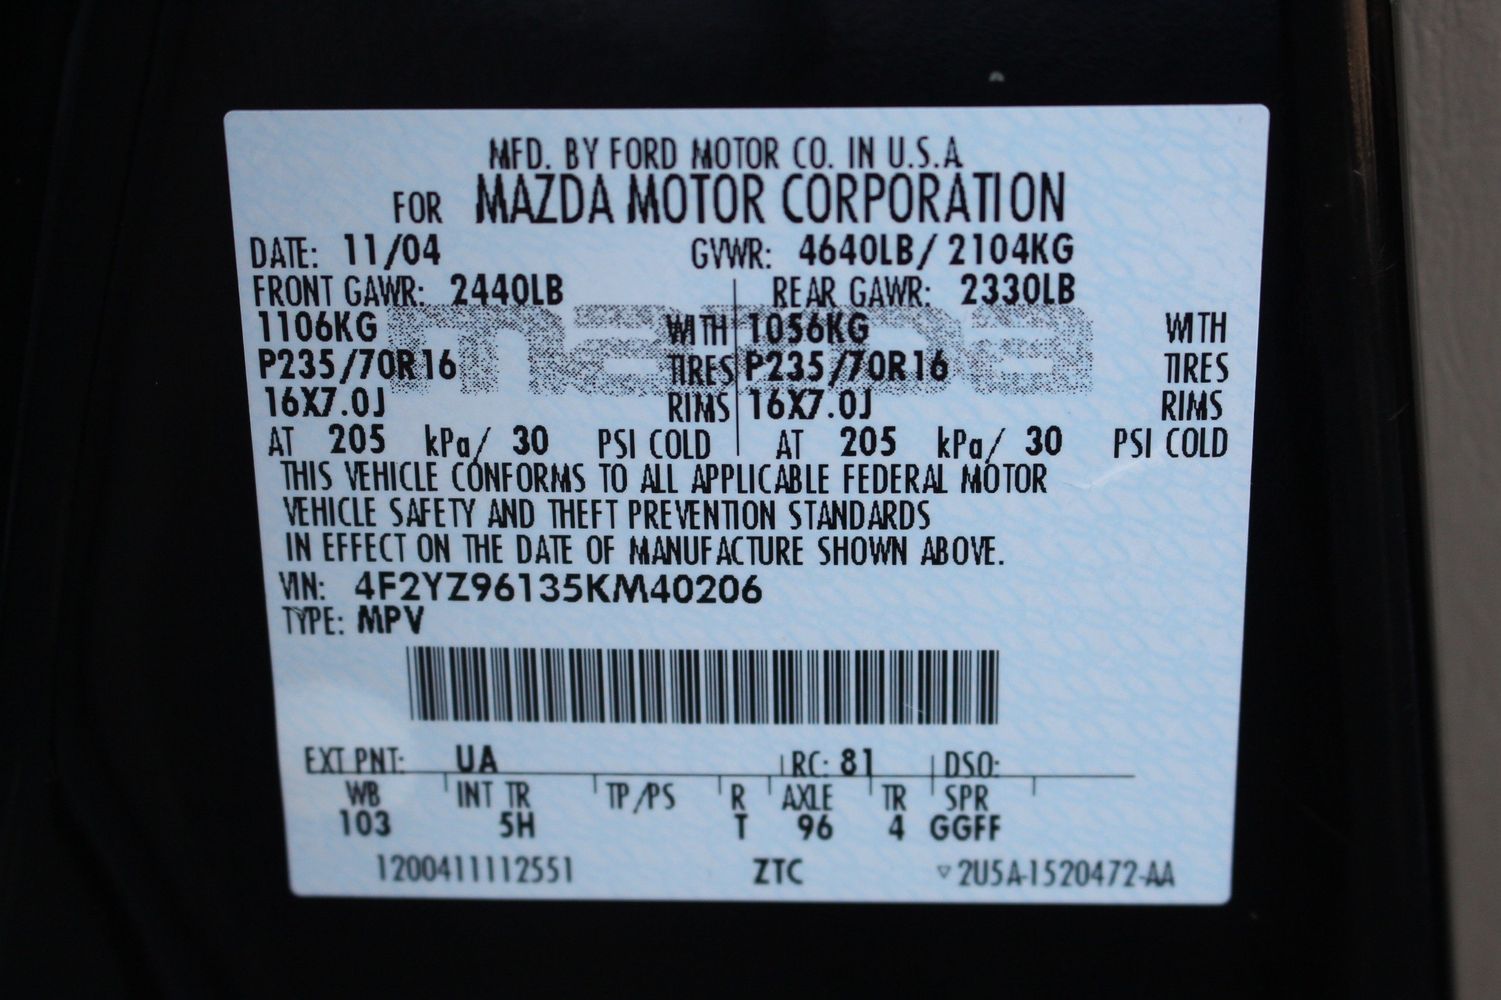 MFD. BY FORD MOTOR CO. IN U.S.A
FOR MAZDA MOTOR CORPORATION
DATE: 11/04 GVWR: 4640LB/ 2104KG
FRONT GAWR: 2440LB REAR GAWR: 2330LB
1106KG WITH 1056KG WITH
P235/70R16 TIRES P235/70R16 TIRES
16X7.0J RIMS 16X7.0J RIMS
AT 205 kPa/ 30 PSI COLD AT 205 kPa/ 30 PSI COLD
mazda
THIS VEHICLE CONFORMS TO ALL APPLICABLE FEDERAL MOTOR
VEHICLE SAFETY AND THEFT PREVENTION STANDARDS
IN EFFECT ON THE DATE OF MANUFACTURE SHOWN ABOVE.
VIN: 4F2YZ96135KM40206
TYPE: MPV
EXT PNT: UA RC: 81 DSO:
WB INT TR TP/PS R AXLE TR SPR
103 5H T 96 4 GGFF
1200411112551 ZTC ▽2U5A-1520472-AA